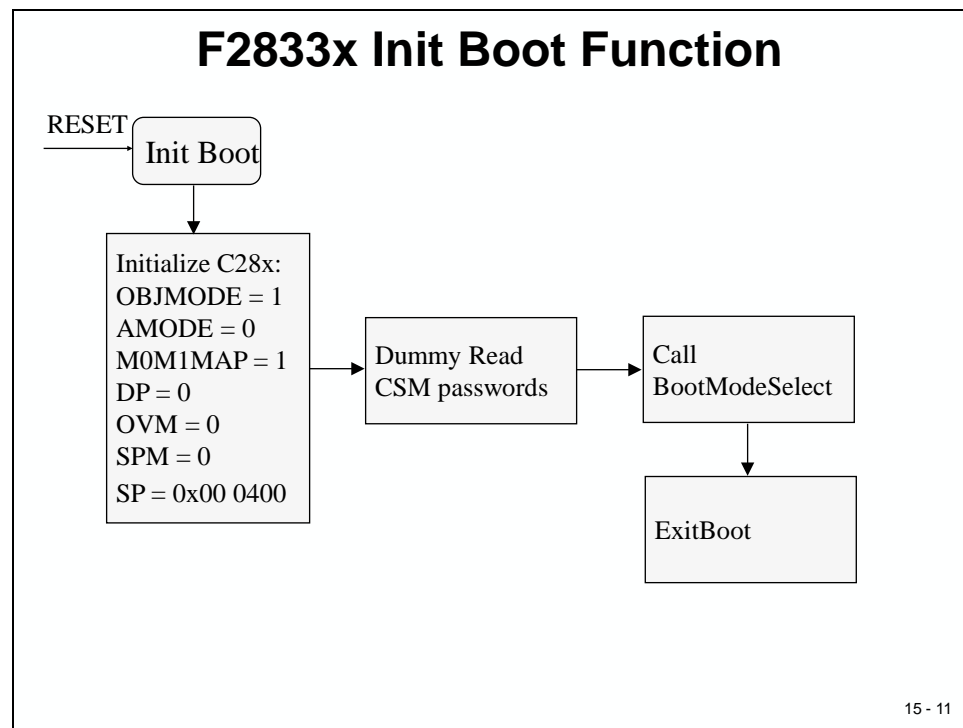 F2833x Init Boot Function
RESET
Init Boot
Initialize C28x:
OBJMODE = 1
AMODE = 0
M0M1MAP = 1
DP = 0
OVM = 0
SPM = 0
SP = 0x00 0400
Dummy Read
CSM passwords
Call
BootModeSelect
ExitBoot
15 - 11